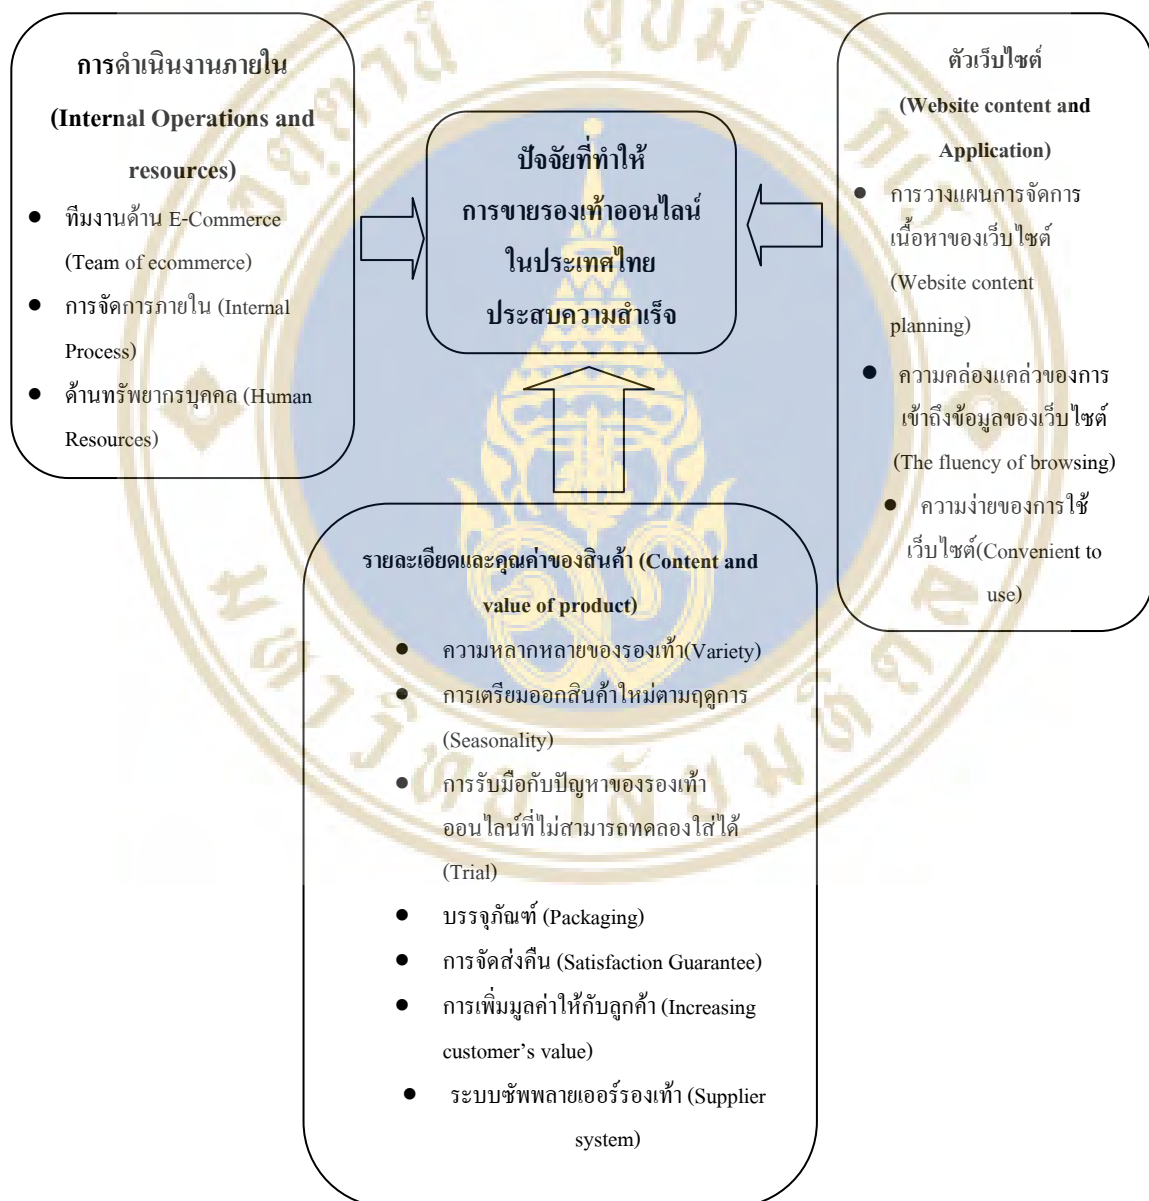 การดำเนินงานภายใน
(Internal Operations and
resources)
● ทีมงานด้าน E-Commerce
(Team of ecommerce)
● การจัดการภายใน (Internal
Process)
● ด้านทรัพยากรบุคคล (Human
Resources)
ปัจจัยที่ทำให้
การขายรองเท้าออนไลน์
ในประเทศไทย
ประสบความสำเร็จ
ตัวเว็บไซต์
(Website content and
Application)
● การวางแผนการจัดการ
เนื้อหาของเว็บไซต์
(Website content
planning)
● ความคล่องแคล่วของการ
เข้าถึงข้อมูลของเว็บไซต์
(The fluency of browsing)
● ความง่ายของการใช้
เว็บไซต์(Convenient to
use)
รายละเอียดและคุณค่าของสินค้า (Content and
value of product)
● ความหลากหลายของรองเท้า(Variety)
● การเตรียมออกสินค้าใหม่ตามฤดูการ
(Seasonality)
● การรับมือกับปัญหาของรองเท้า
ออนไลน์ที่ไม่สามารถทดลองใส่ได้
(Trial)
● บรรจุภัณฑ์ (Packaging)
● การจัดส่งคืน (Satisfaction Guarantee)
● การเพิ่มมูลค่าให้กับลูกค้า (Increasing
customer’s value)
● ระบบซัพพลายเออร์รองเท้า (Supplier
system)
มหาวิทยาลัยมหิดล